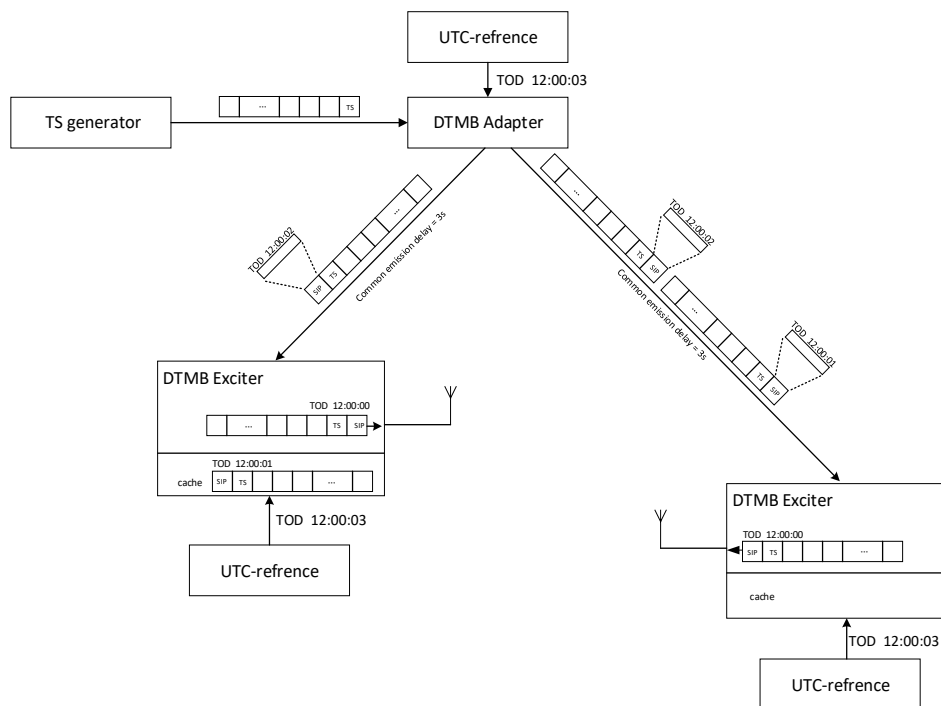 UTC-refrence
TOD 12:00:03
TS generator
... TS
DTMB Adapter
TOD 12:00:02
SIP TS ...
Common emission delay = 3s
... TS SIP
TOD 12:00:02
Common emission delay = 3s
... TS SIP
TOD 12:00:01
DTMB Exciter
TOD 12:00:00
... TS SIP
TOD 12:00:01
cache SIP TS ...
TOD 12:00:03
UTC-refrence
DTMB Exciter
TOD 12:00:00
SIP TS ...
cache
TOD 12:00:03
UTC-refrence